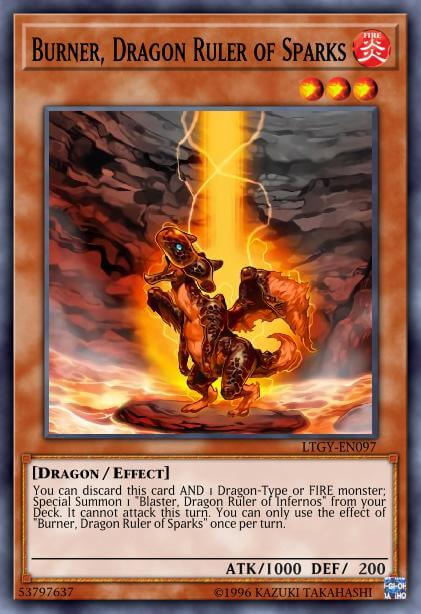 BURNER, DRAGON RULER OF SPARKS
FIRE
炎
LTGY-EN097
[DRAGON / EFFECT]
You can discard this card AND 1 Dragon-Type or FIRE monster;
Special Summon 1 "Blaster, Dragon Ruler of Infernos" from your
Deck. It cannot attack this turn. You can only use the effect of
"Burner, Dragon Ruler of Sparks" once per turn.
ATK/1000 DEF/ 200
53797637
©1996 KAZUKI TAKAHASHI